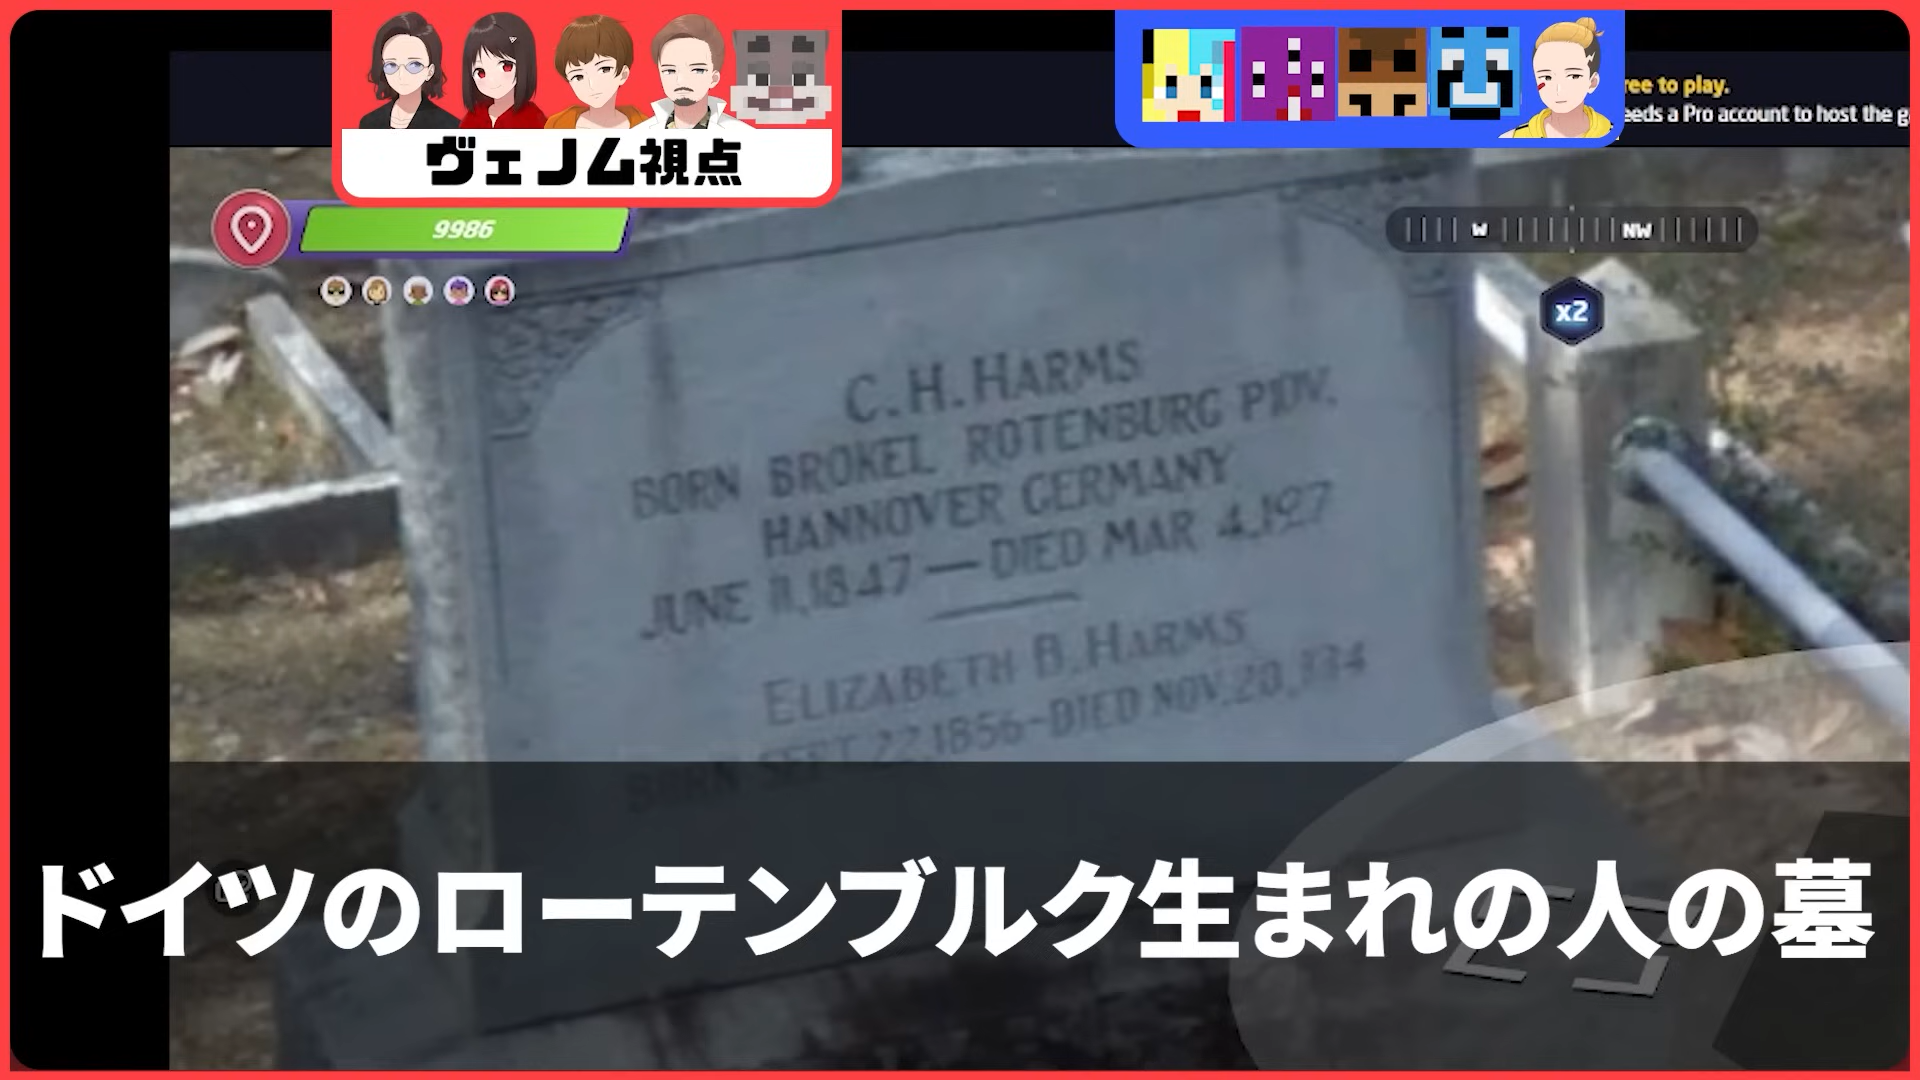 ヴェノム視点
ree to play.
eeds a Pro account to host the g
9986
W NW
x2
C.H.HARMS
BORN BROKEL ROTENBURG PIDV.
HANNOVER GERMANY
JUNE 11,1847 — DIED MAR 4,127
ELIZABETH B.HARMS
BORN SEPT 22,1856-DIED NOV.20,
ドイツのローテンブルク生まれの人の墓